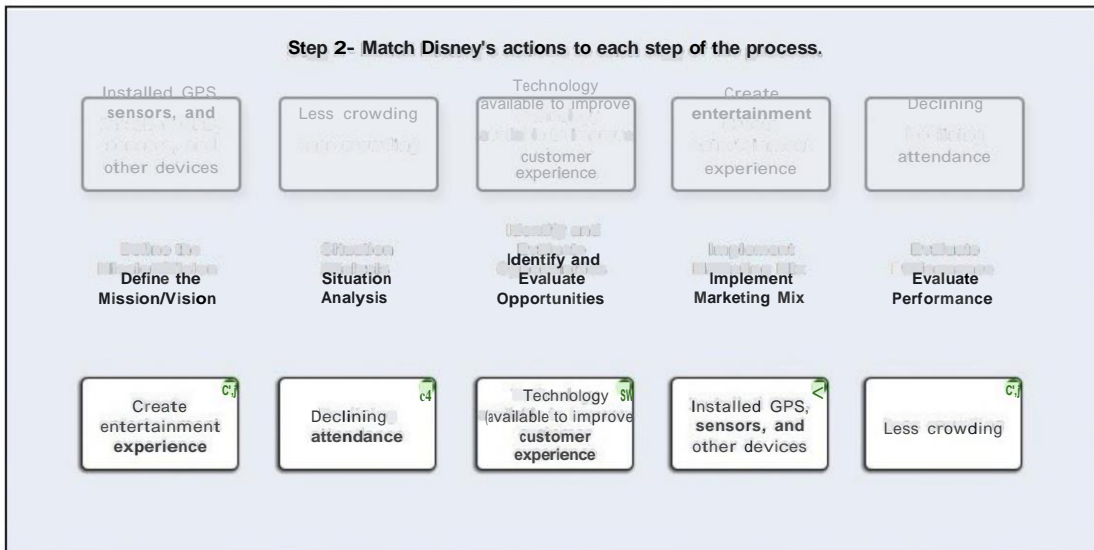 Step 2- Match Disney's actions to each step of the process.
Installed GPS
sensors, and
other devices
Less crowding
Technology
available to improve
customer
experience
Create
entertainment
experience
Declining
attendance
Define the
Mission/Vision
Situation
Analysis
Identify and
Evaluate
Opportunities
Implement
Marketing Mix
Evaluate
Performance
Create
entertainment
experience
Declining
attendance
Technology
(available to improve
customer
experience
Installed GPS,
sensors, and
other devices
Less crowding